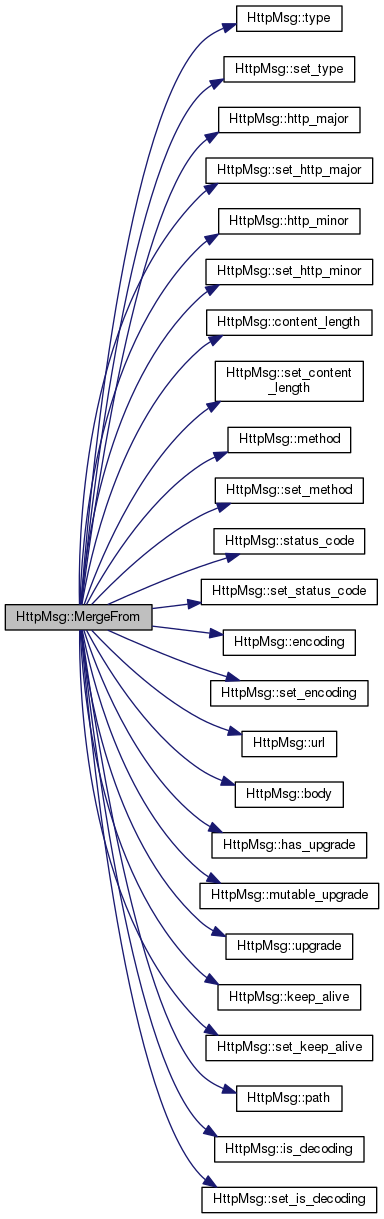 HttpMsg::type
HttpMsg::set_type
HttpMsg::http_major
HttpMsg::set_http_major
HttpMsg::http_minor
HttpMsg::set_http_minor
HttpMsg::content_length
HttpMsg::set_content
_length
HttpMsg::method
HttpMsg::set_method
HttpMsg::status_code
HttpMsg::set_status_code
HttpMsg::MergeFrom
HttpMsg::encoding
HttpMsg::set_encoding
HttpMsg::url
HttpMsg::body
HttpMsg::has_upgrade
HttpMsg::mutable_upgrade
HttpMsg::upgrade
HttpMsg::keep_alive
HttpMsg::set_keep_alive
HttpMsg::path
HttpMsg::is_decoding
HttpMsg::set_is_decoding